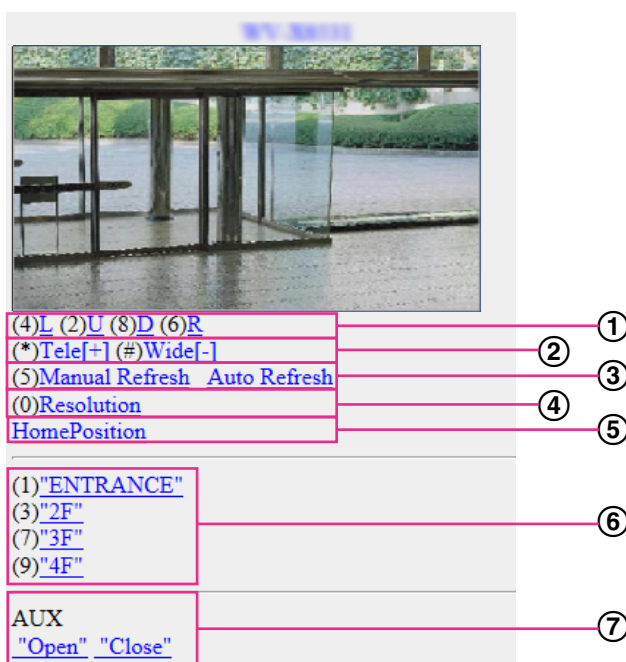 (4)L (2)U (8)D (6)R ①
(*)Tele[+] (#)Wide[-] ②
(5)Manual Refresh Auto Refresh ③
(0)Resolution ④
HomePosition ⑤
(1)"ENTRANCE"
(3)"2F"
(7)"3F" ⑥
(9)"4F"
AUX
"Open" "Close" ⑦